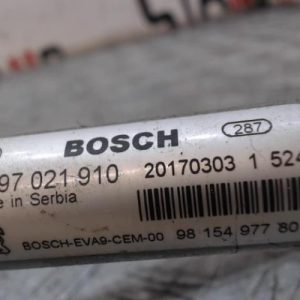 BOSCH 287
97 021 910 20170303 1 524
in Serbia
BOSCH-EVA9-CEM-00 98 154 977 80